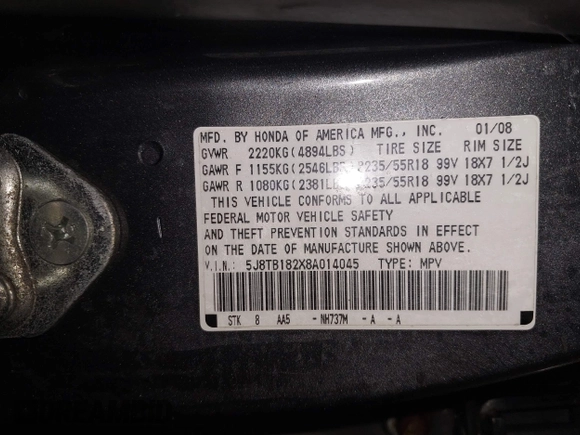 MFD. BY HONDA OF AMERICA MFG., INC. 01/08
GVWR 2220KG(4894LBS) TIRE SIZE RIM SIZE
GAWR F 1155KG(2546LBS) P235/55R18 99V 18X7 1/2J
GAWR R 1080KG(2381LBS) P235/55R18 99V 18X7 1/2J
THIS VEHICLE CONFORMS TO ALL APPLICABLE
FEDERAL MOTOR VEHICLE SAFETY
AND THEFT PREVENTION STANDARDS IN EFFECT
ON THE DATE OF MANUFACTURE SHOWN ABOVE.
V.I.N.: 5J8TB182X8A014045 TYPE: MPV
STK 8 AA5 -NH737M -A -A